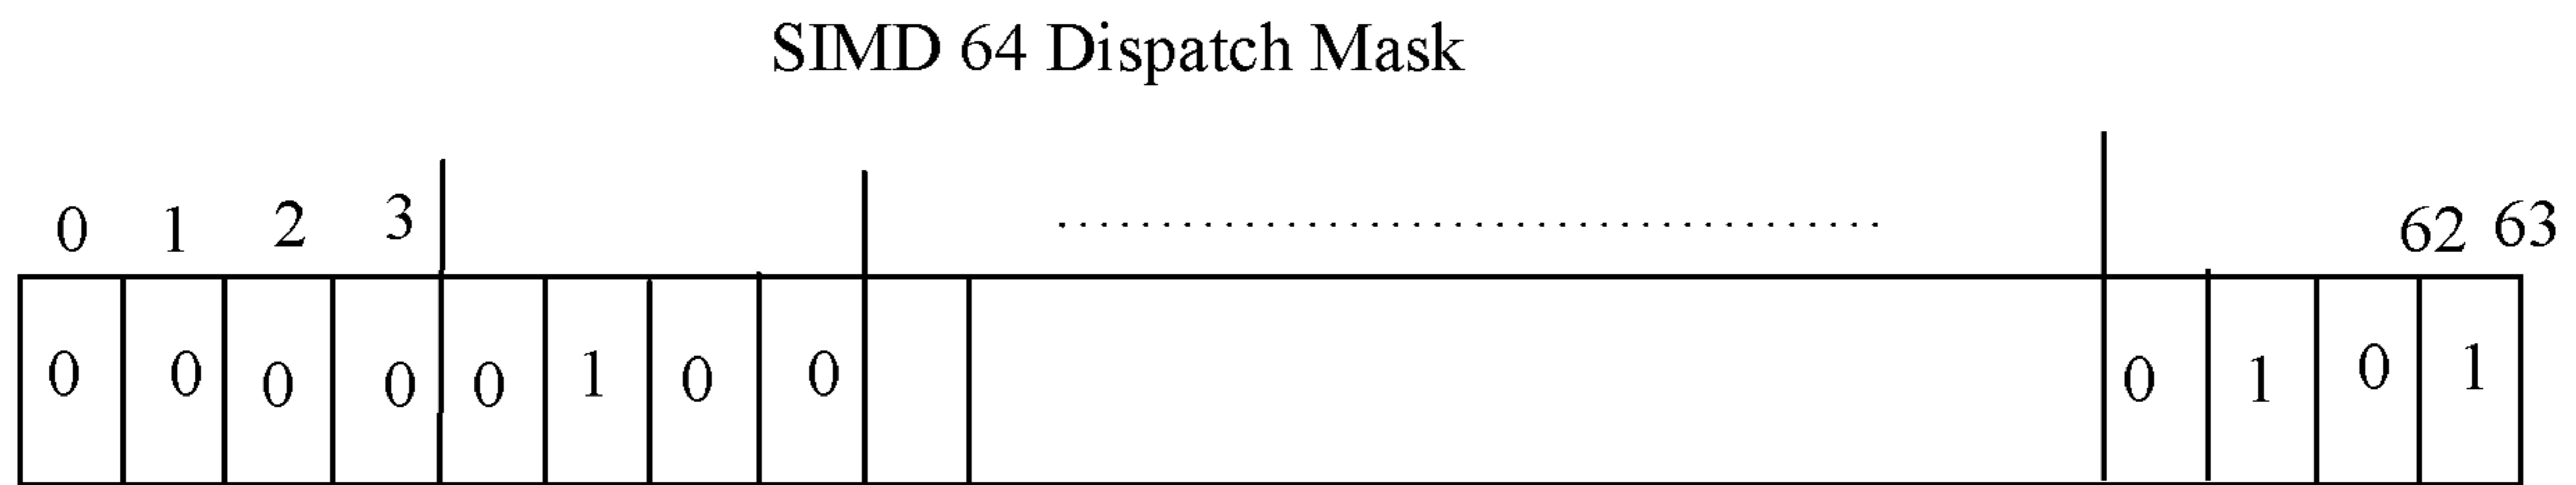 SIMD 64 Dispatch Mask
0 1 2 3 ....................................... 62 63
0 0 0 0 0 1 0 0 0 1 0 1